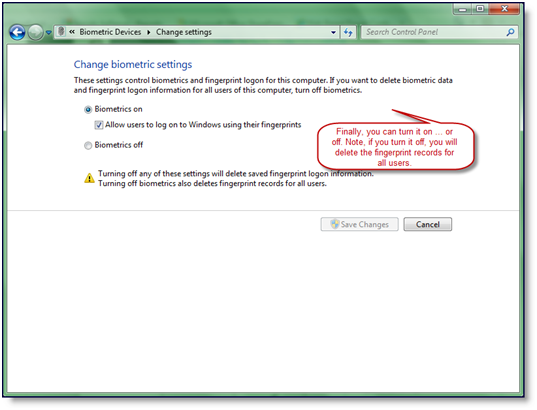 « Biometric Devices ▸ Change settings
Search Control Panel
Change biometric settings
These settings control biometrics and fingerprint logon for this computer. If you want to delete biometric data
and fingerprint logon information for all users of this computer, turn off biometrics.
Biometrics on
Allow users to log on to Windows using their fingerprints
Biometrics off
Finally, you can turn it on ... or
off. Note, if you turn it off, you will
delete the fingerprint records for
all users.
Turning off any of these settings will delete saved fingerprint logon information.
Turning off biometrics also deletes fingerprint records for all users.
Save Changes
Cancel